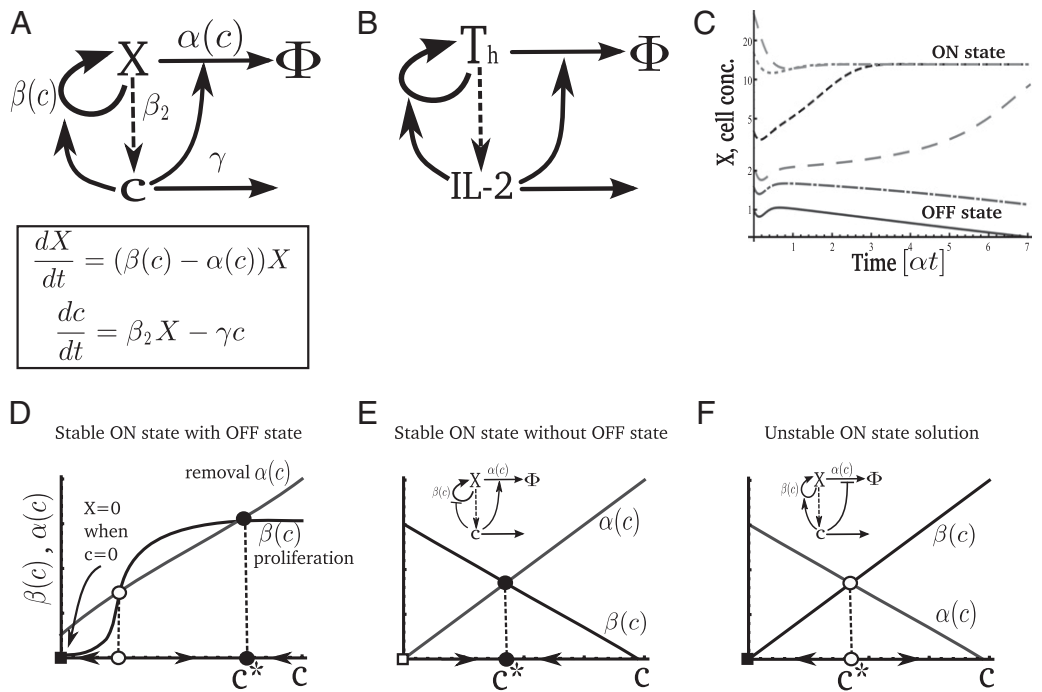 A
X
α(c)
Φ
β(c)
β₂
γ
c
dX/dt = (β(c) − α(c))X
dc/dt = β₂X − γc
B
Tₕ
Φ
IL-2
C
X, cell conc.
20
10
5
2
1
ON state
OFF state
1 2 3 4 5 6 7
Time [αt]
D
Stable ON state with OFF state
β(c) , α(c)
removal α(c)
X=0
when
c=0
β(c)
proliferation
c*
c
E
Stable ON state without OFF state
X
α(c)
Φ
β(c)
c
α(c)
β(c)
c*
c
F
Unstable ON state solution
X
α(c)
Φ
β(c)
c
β(c)
α(c)
c*
c